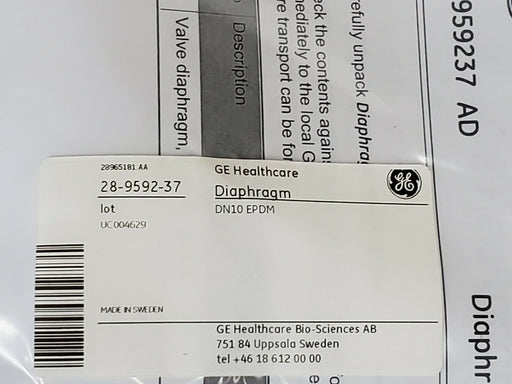 28965181 AA
28-9592-37
lot
UC004629
MADE IN SWEDEN
GE Healthcare
Diaphragm
DN10 EPDM
GE Healthcare Bio-Sciences AB
751 84 Uppsala Sweden
tel +46 18 612 00 00
959237 AD
refully unpack Diaphra
ck the contents agains
mediately to the local G
re transport can be for
Description
Valve diaphragm,
Diaphr